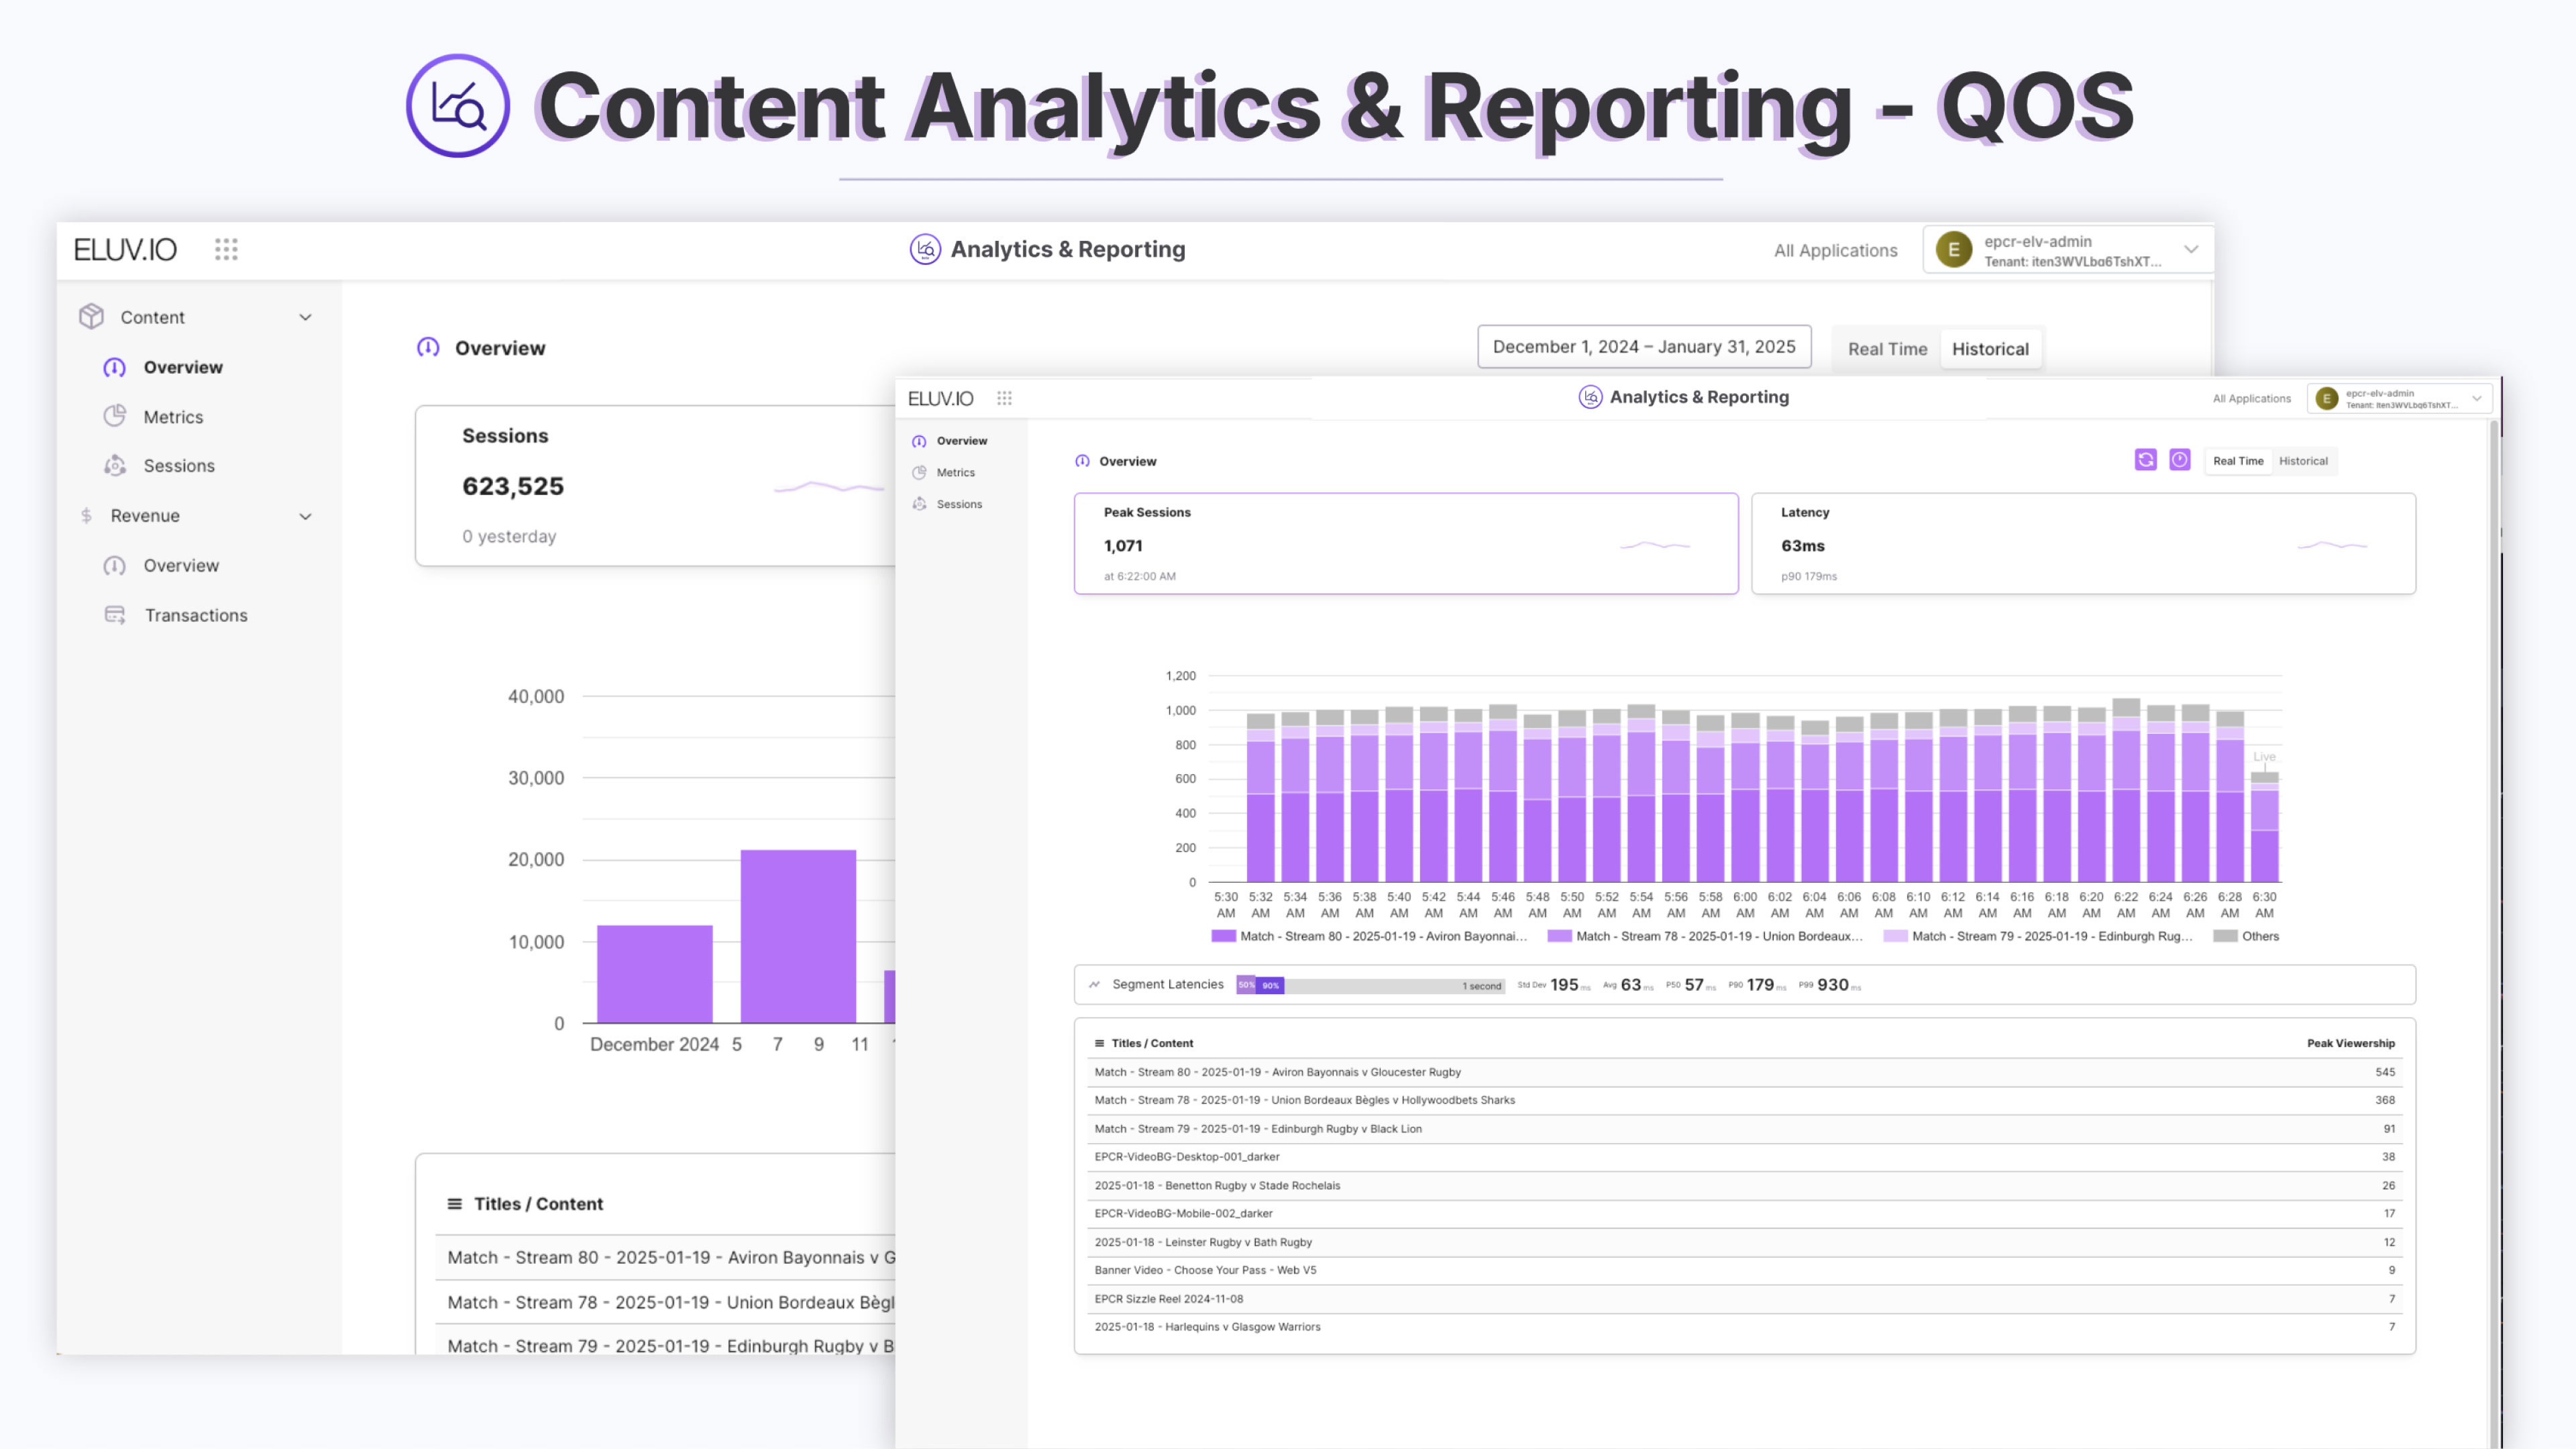 Content Analytics & Reporting - QOS
ELUV.IO
Analytics & Reporting
All Applications
E
epcr-elv-admin
Tenant: iten3WVLbq6TshXT...
Content
Overview
Metrics
Sessions
Revenue
Overview
Transactions
Overview
December 1, 2024 – January 31, 2025
Real Time
Historical
Sessions
623,525
0 yesterday
40,000
30,000
20,000
10,000
0
December 2024 5 7 9 11
Titles / Content
Match - Stream 80 - 2025-01-19 - Aviron Bayonnais v G
Match - Stream 78 - 2025-01-19 - Union Bordeaux Bègl
Match - Stream 79 - 2025-01-19 - Edinburgh Rugby v B
ELUV.IO
Analytics & Reporting
All Applications
E
epcr-elv-admin
Tenant: iten3WVLbq6TshXT...
Overview
Metrics
Sessions
Overview
Real Time
Historical
Peak Sessions
1,071
at 6:22:00 AM
Latency
63ms
p90 179ms
1,200
1,000
800
600
400
200
0
Live
5:30 5:32 5:34 5:36 5:38 5:40 5:42 5:44 5:46 5:48 5:50 5:52 5:54 5:56 5:58 6:00 6:02 6:04 6:06 6:08 6:10 6:12 6:14 6:16 6:18 6:20 6:22 6:24 6:26 6:28 6:30
AM AM AM AM AM AM AM AM AM AM AM AM AM AM AM AM AM AM AM AM AM AM AM AM AM AM AM AM AM AM AM
Match - Stream 80 - 2025-01-19 - Aviron Bayonnai...
Match - Stream 78 - 2025-01-19 - Union Bordeaux...
Match - Stream 79 - 2025-01-19 - Edinburgh Rug...
Others
Segment Latencies 50% 90% 1 second Std Dev 195 ms Avg 63 ms P50 57 ms P90 179 ms P99 930 ms
Titles / Content Peak Viewership
Match - Stream 80 - 2025-01-19 - Aviron Bayonnais v Gloucester Rugby 545
Match - Stream 78 - 2025-01-19 - Union Bordeaux Bègles v Hollywoodbets Sharks 368
Match - Stream 79 - 2025-01-19 - Edinburgh Rugby v Black Lion 91
EPCR-VideoBG-Desktop-001_darker 38
2025-01-18 - Benetton Rugby v Stade Rochelais 26
EPCR-VideoBG-Mobile-002_darker 17
2025-01-18 - Leinster Rugby v Bath Rugby 12
Banner Video - Choose Your Pass - Web V5 9
EPCR Sizzle Reel 2024-11-08 7
2025-01-18 - Harlequins v Glasgow Warriors 7